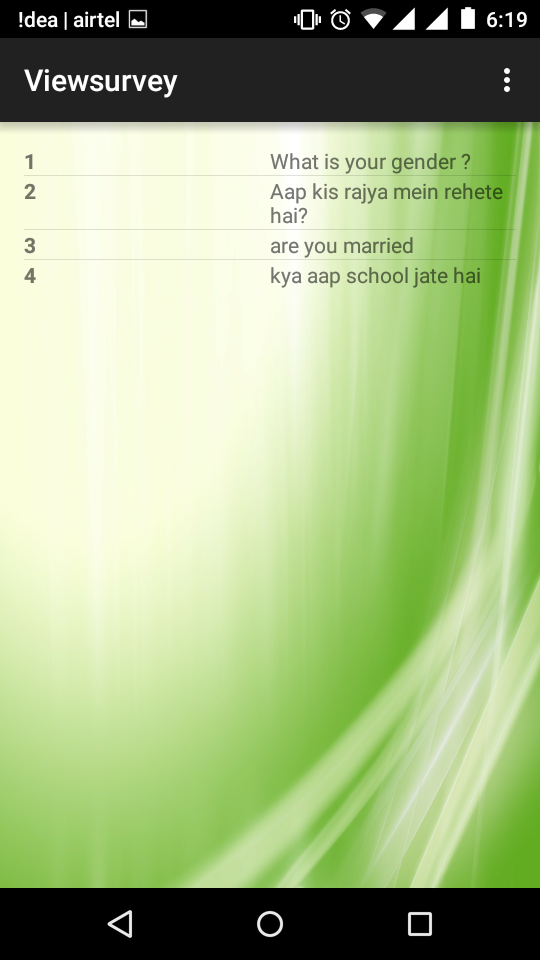 !dea | airtel 6:19
Viewsurvey
1 What is your gender ?
2 Aap kis rajya mein rehete
hai?
3 are you married
4 kya aap school jate hai